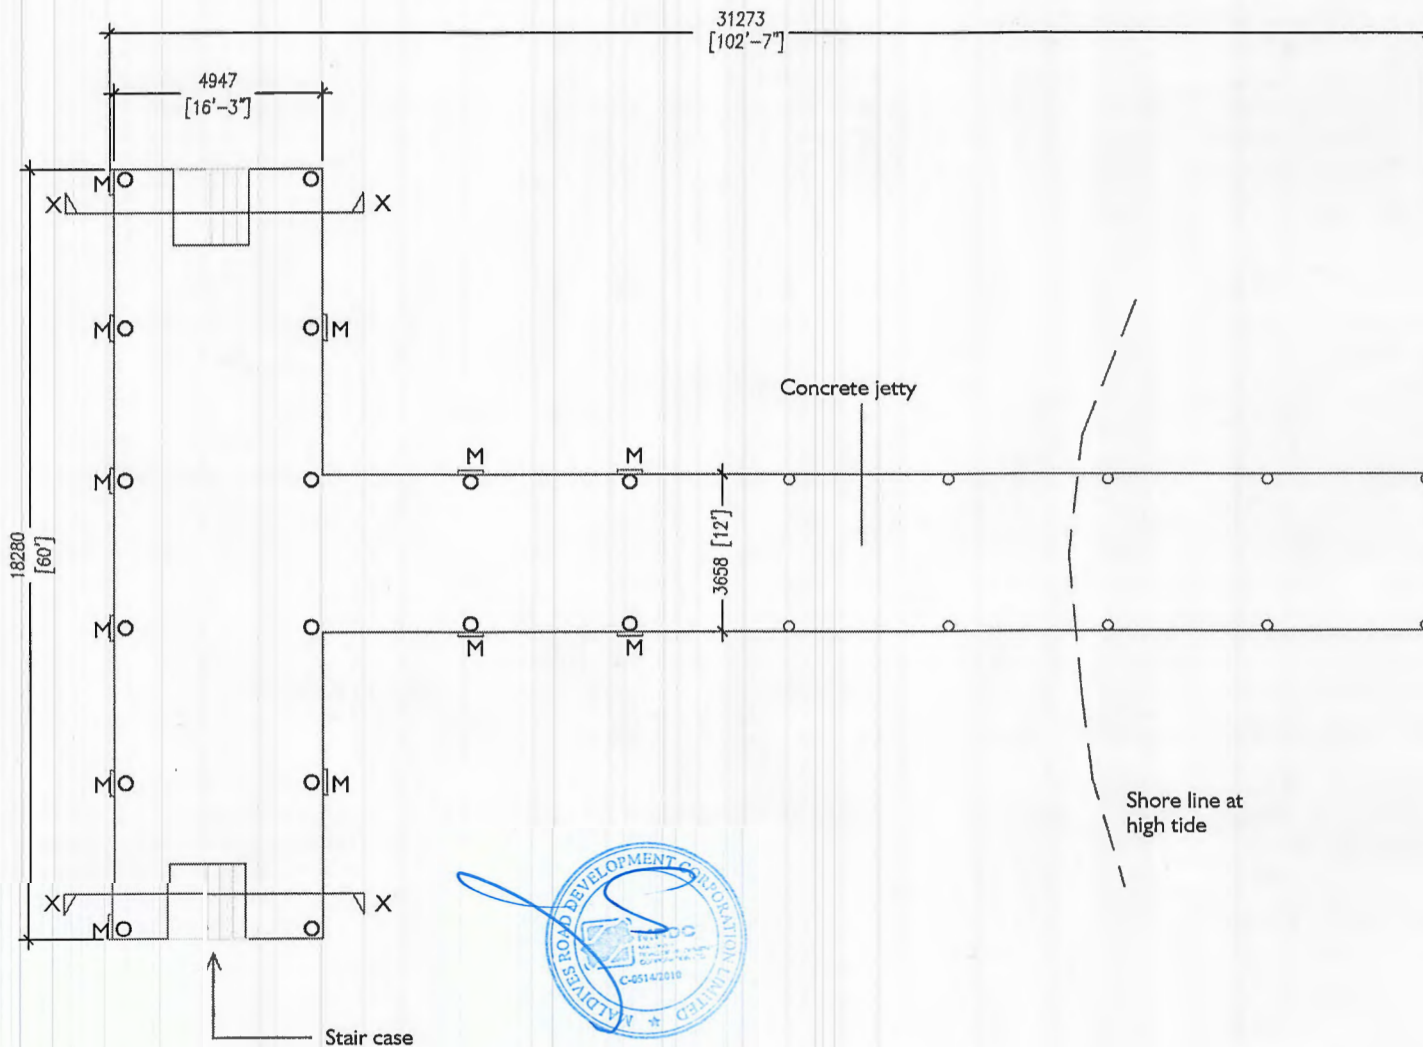 31273
[102'-7"]
4947
[16'-3"]
M O O
X X
M O O M
Concrete jetty
M M
M O O O O
18280
[60']
3658 [12']
M O O O O
M M
M O O M
Shore line at
high tide
X X
M O O
MALDIVES ROAD DEVELOPMENT CORPORATION LIMITED
C-0514/2010
Stair case